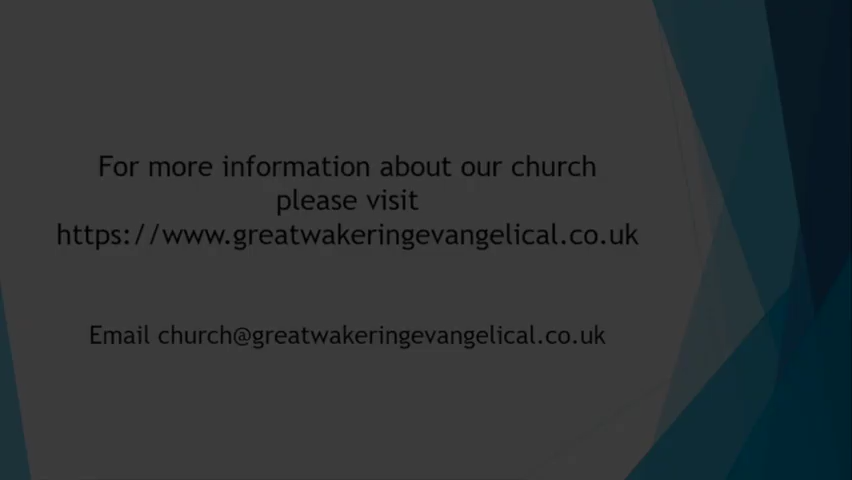 For more information about our church
please visit
https://www.greatwakeringevangelical.co.uk
Email church@greatwakeringevangelical.co.uk